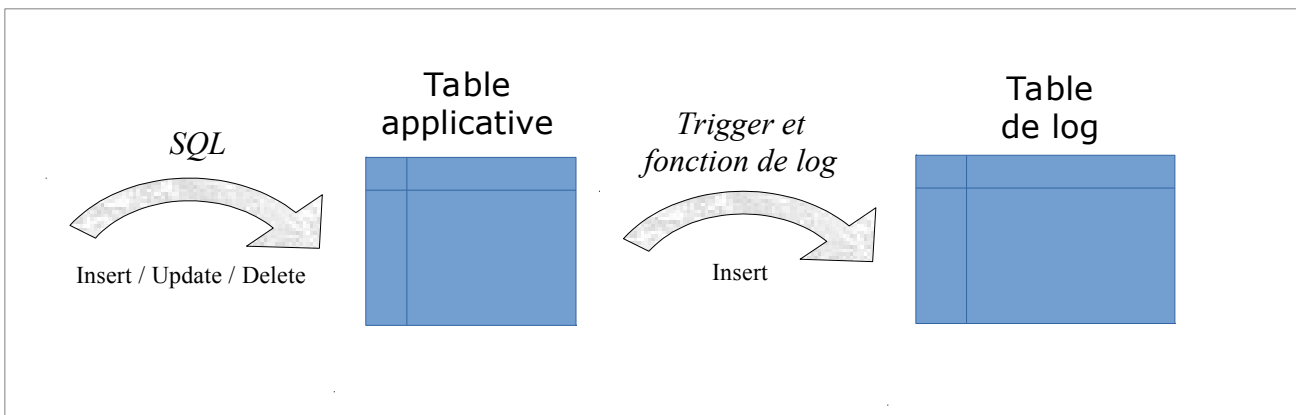 SQL
Insert / Update / Delete
Table
applicative
Trigger et
fonction de log
Insert
Table
de log